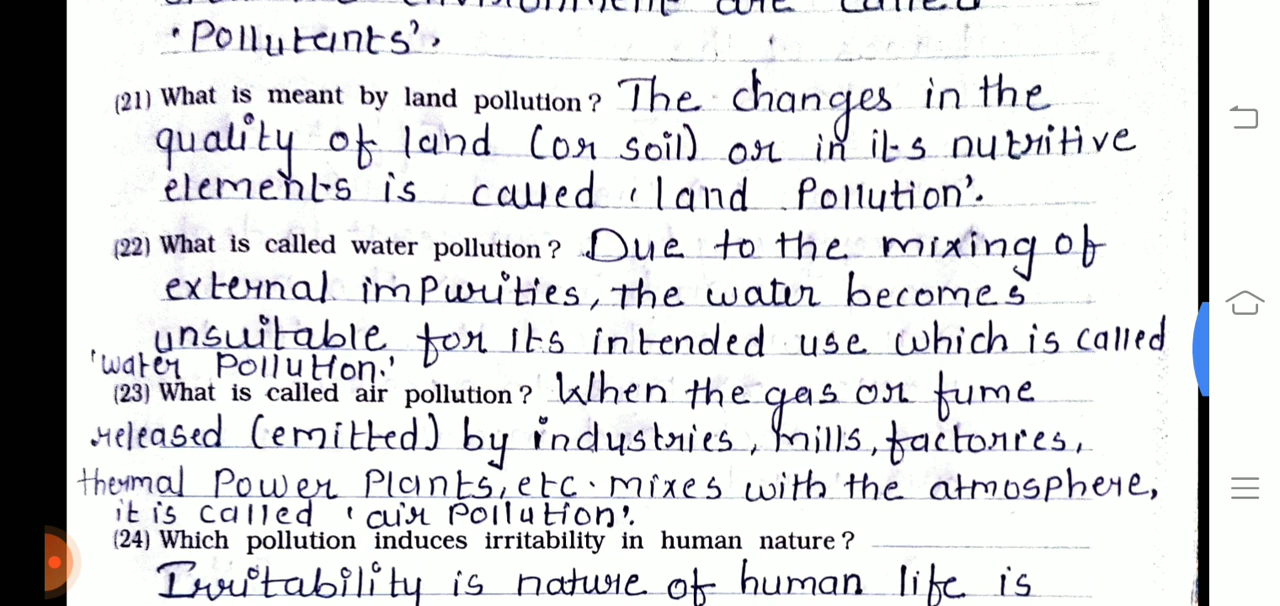 environment are called
'Pollutants'.
(21) What is meant by land pollution? The changes in the
quality of land (or soil) or in its nutritive
elements is called 'land Pollution'.
(22) What is called water pollution? Due to the mixing of
external impurities, the water becomes
unsuitable for its intended use which is called
'water Pollution.'
(23) What is called air pollution? When the gas or fume
released (emitted) by industries, mills, factorres,
thermal Power Plants, etc. mixes with the atmosphere,
it is called 'air Pollution'.
(24) Which pollution induces irritability in human nature?
Irritability is nature of human life is